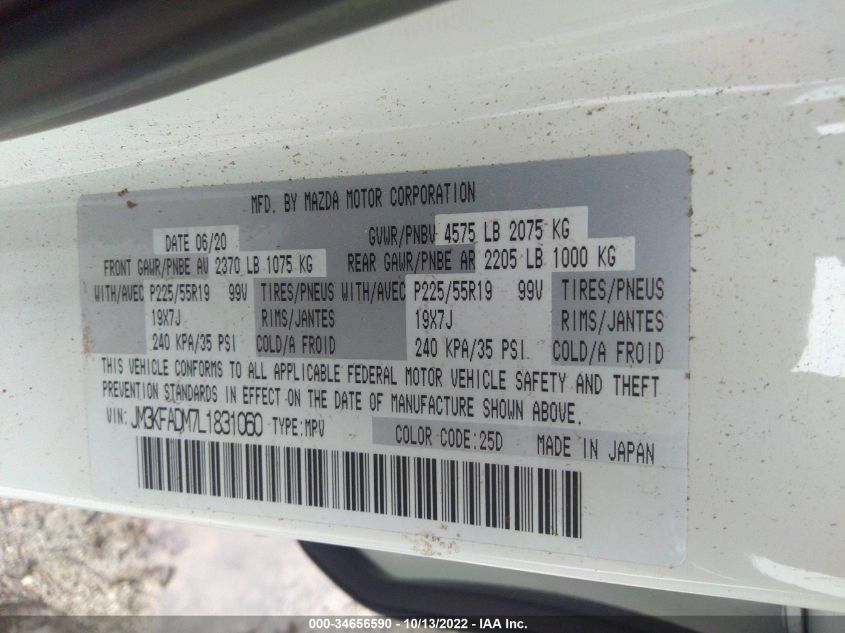 MFD. BY MAZDA MOTOR CORPORATION
DATE 06/20 GVWR/PNBV 4575 LB 2075 KG
FRONT GAWR/PNBE AV 2370 LB 1075 KG REAR GAWR/PNBE AR 2205 LB 1000 KG
WITH/AVEC P225/55R19 99V TIRES/PNEUS WITH/AVEC P225/55R19 99V TIRES/PNEUS
19X7J RIMS/JANTES 19X7J RIMS/JANTES
240 KPA/35 PSI COLD/A FROID 240 KPA/35 PSI COLD/A FROID
THIS VEHICLE CONFORMS TO ALL APPLICABLE FEDERAL MOTOR VEHICLE SAFETY AND THEFT
PREVENTION STANDARDS IN EFFECT ON THE DATE OF MANUFACTURE SHOWN ABOVE.
VIN: JM3KFADM7L1831060 TYPE:MPV COLOR CODE:25D MADE IN JAPAN
000-34656590 - 10/13/2022 - IAA Inc.